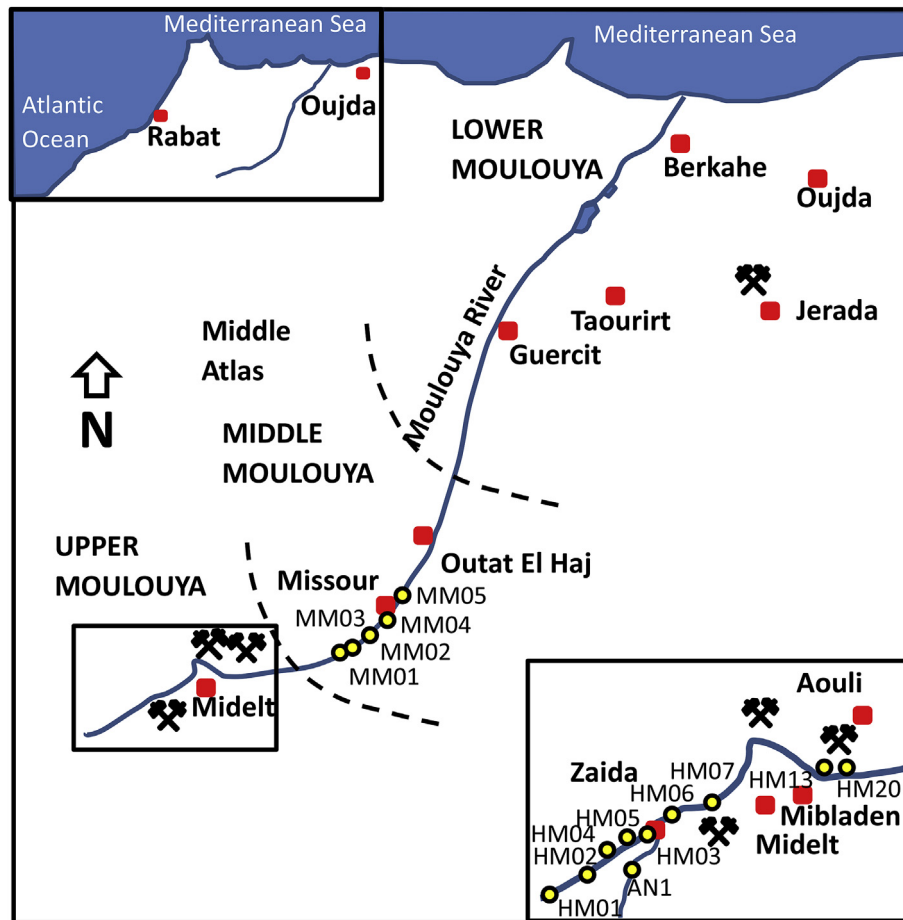 Mediterranean Sea
Mediterranean Sea
Atlantic
Ocean
Rabat
Oujda
LOWER
MOULOUYA
Berkahe
Oujda
Jerada
Taourirt
Guercit
Moulouya River
Middle
Atlas
N
MIDDLE
MOULOUYA
UPPER
MOULOUYA
Outat El Haj
Missour
MM05
MM03
MM04
MM02
MM01
Midelt
Aouli
Zaida
HM07
HM13
HM20
HM06
HM05
Mibladen
HM04
Midelt
HM02
HM03
AN1
HM01